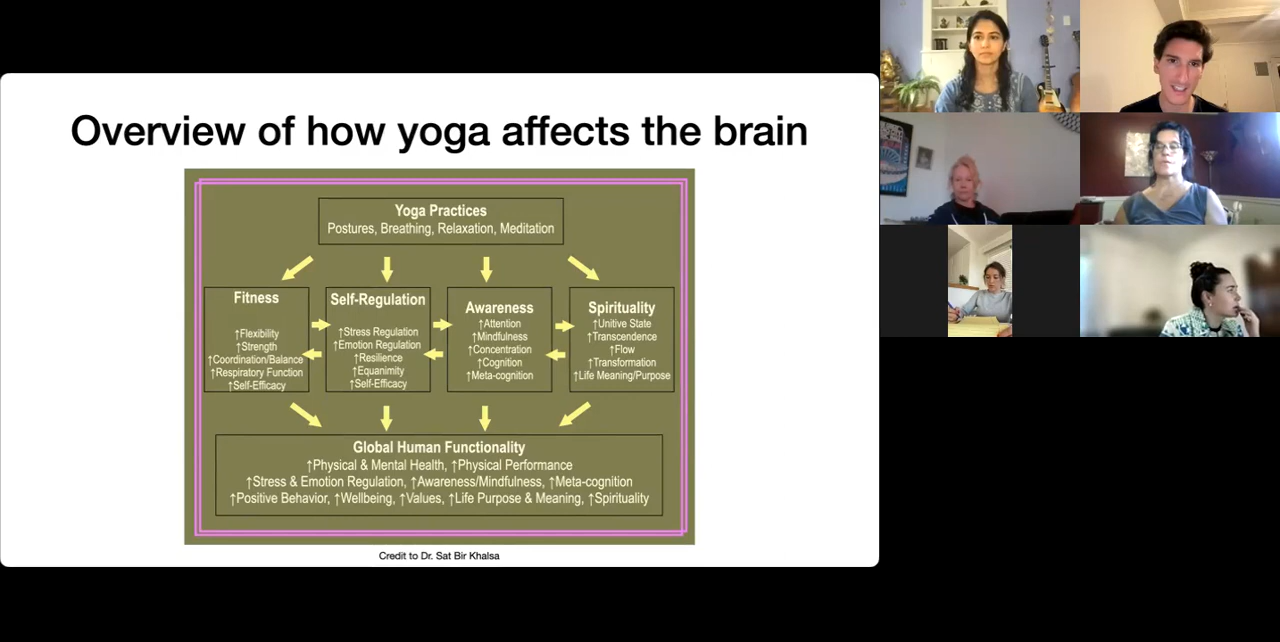 Overview of how yoga affects the brain
Yoga Practices
Postures, Breathing, Relaxation, Meditation
Fitness
↑Flexibility
↑Strength
↑Coordination/Balance
↑Respiratory Function
↑Self-Efficacy
Self-Regulation
↑Stress Regulation
↑Emotion Regulation
↑Resilience
↑Equanimity
↑Self-Efficacy
Awareness
↑Attention
↑Mindfulness
↑Concentration
↑Cognition
↑Meta-cognition
Spirituality
↑Unitive State
↑Transcendence
↑Flow
↑Transformation
↑Life Meaning/Purpose
Global Human Functionality
↑Physical & Mental Health, ↑Physical Performance
↑Stress & Emotion Regulation, ↑Awareness/Mindfulness, ↑Meta-cognition
↑Positive Behavior, ↑Wellbeing, ↑Values, ↑Life Purpose & Meaning, ↑Spirituality
Credit to Dr. Sat Bir Khalsa